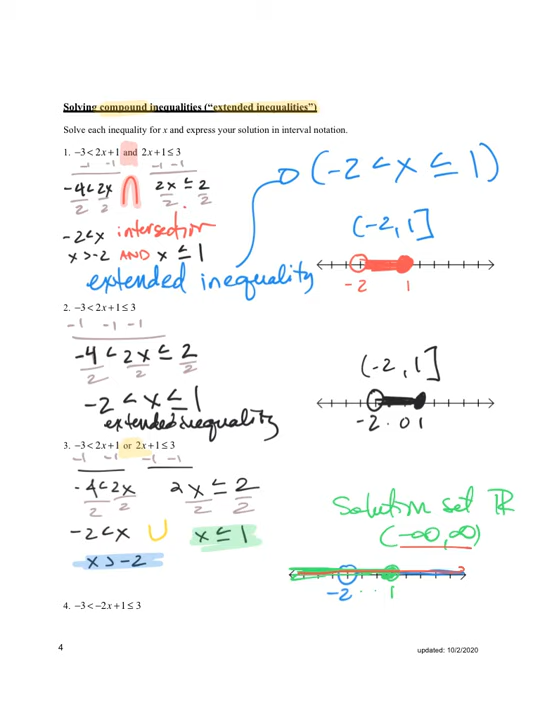 Solving compound inequalities ("extended inequalities")
Solve each inequality for x and express your solution in interval notation.
1. −3 < 2x + 1 and 2x + 1 ≤ 3
−1 −1 −1 −1
-4 < 2x ∩ 2x ≤ 2
2 2 2 2
-2 < x intersection
x > -2 AND x ≤ 1
extended inequality
(-2 < x ≤ 1)
(-2, 1]
-2 1
2. −3 < 2x + 1 ≤ 3
-1 -1 -1
-4 < 2x ≤ 2
2 2 2
-2 < x ≤ 1
extended inequality
(-2, 1]
-2 0 1
3. −3 < 2x + 1 or 2x + 1 ≤ 3
-1 -1 -1 -1
-4 < 2x 2x ≤ 2
2 2 2 2
-2 < x ∪ x ≤ 1
x > -2
Solution set ℝ
(-∞, ∞)
-2 1
4. −3 < −2x + 1 ≤ 3
4
updated: 10/2/2020